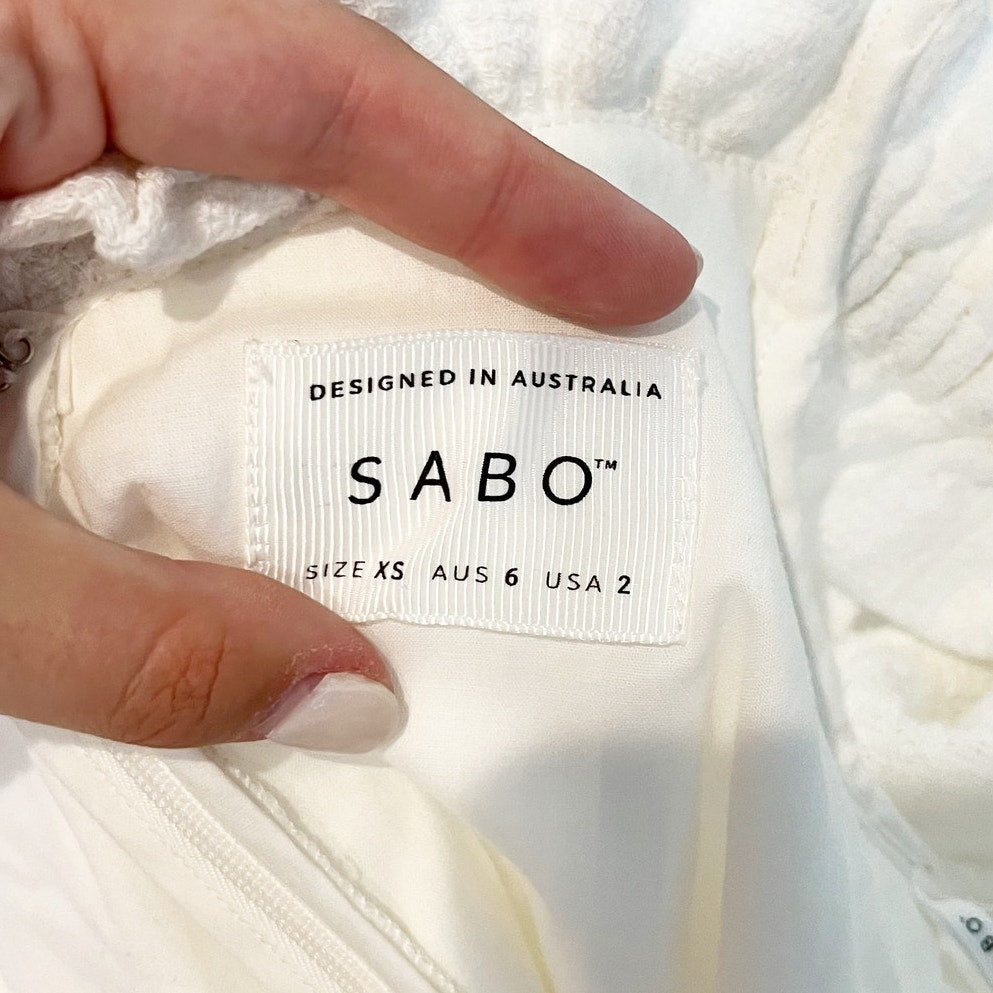 DESIGNED IN AUSTRALIA
SABO™
SIZE XS AUS 6 USA 2